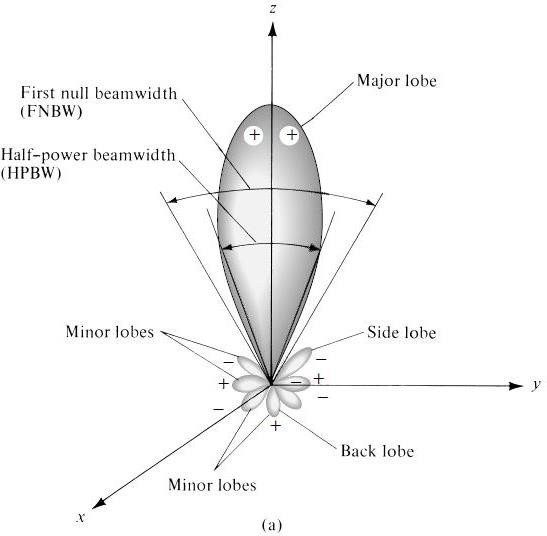 z
Major lobe
First null beamwidth
(FNBW)
+ +
Half-power beamwidth
(HPBW)
Minor lobes
Side lobe
− −
+ − +
y
− −
+
Back lobe
Minor lobes
x
(a)